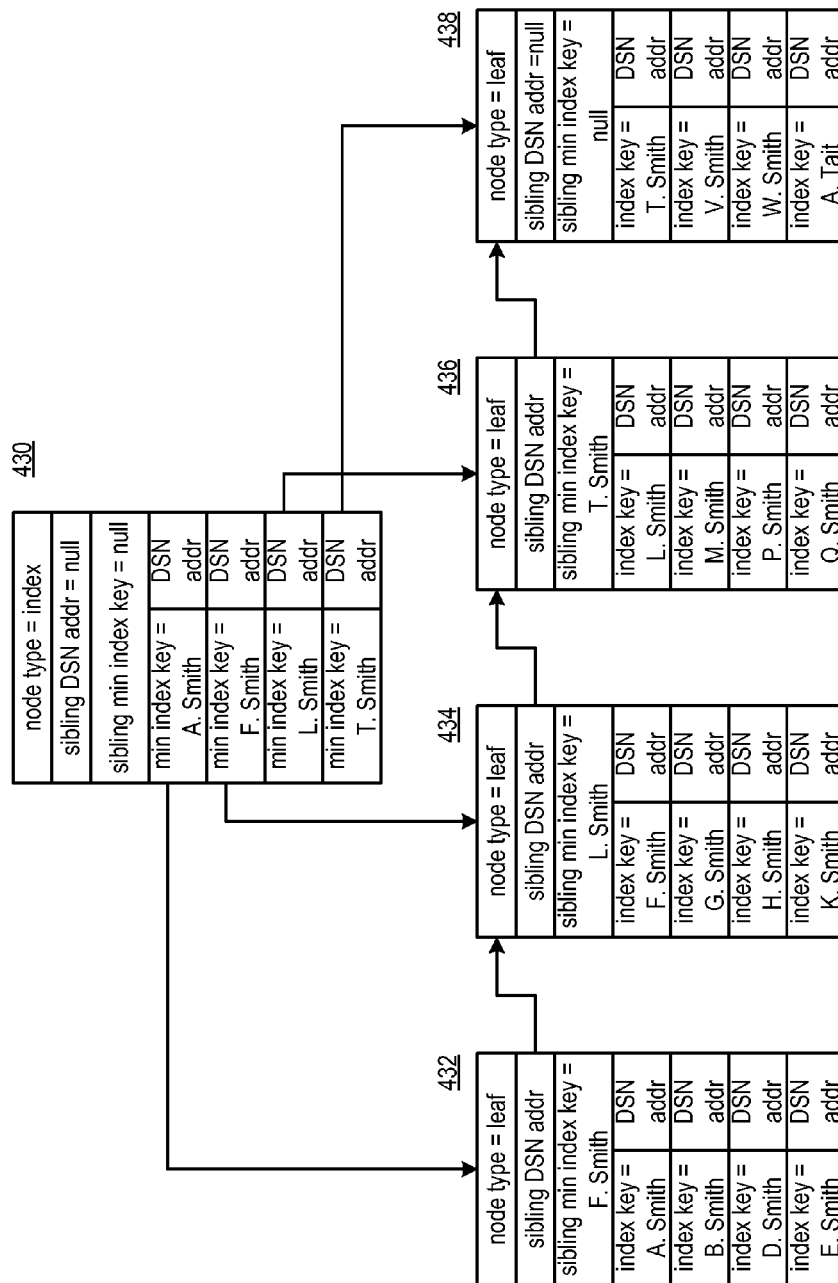 430
node type = index
sibling DSN addr = null
sibling min index key = null
min index key =
A. Smith
DSN
addr
min index key =
F. Smith
DSN
addr
min index key =
L. Smith
DSN
addr
min index key =
T. Smith
DSN
addr
432
node type = leaf
sibling DSN addr
sibling min index key =
F. Smith
index key =
A. Smith
DSN
addr
index key =
B. Smith
DSN
addr
index key =
D. Smith
DSN
addr
index key =
E. Smith
DSN
addr
434
node type = leaf
sibling DSN addr
sibling min index key =
L. Smith
index key =
F. Smith
DSN
addr
index key =
G. Smith
DSN
addr
index key =
H. Smith
DSN
addr
index key =
K. Smith
DSN
addr
436
node type = leaf
sibling DSN addr
sibling min index key =
T. Smith
index key =
L. Smith
DSN
addr
index key =
M. Smith
DSN
addr
index key =
P. Smith
DSN
addr
index key =
Q. Smith
DSN
addr
438
node type = leaf
sibling DSN addr =null
sibling min index key =
null
index key =
T. Smith
DSN
addr
index key =
V. Smith
DSN
addr
index key =
W. Smith
DSN
addr
index key =
A. Tait
DSN
addr